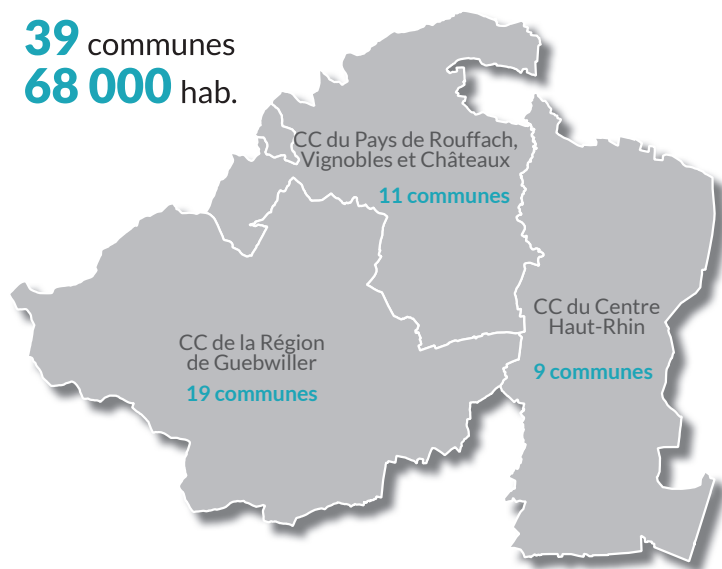 39 communes
68 000 hab.
CC du Pays de Rouffach,
Vignobles et Châteaux
11 communes
CC du Centre
Haut-Rhin
9 communes
CC de la Région
de Guebwiller
19 communes